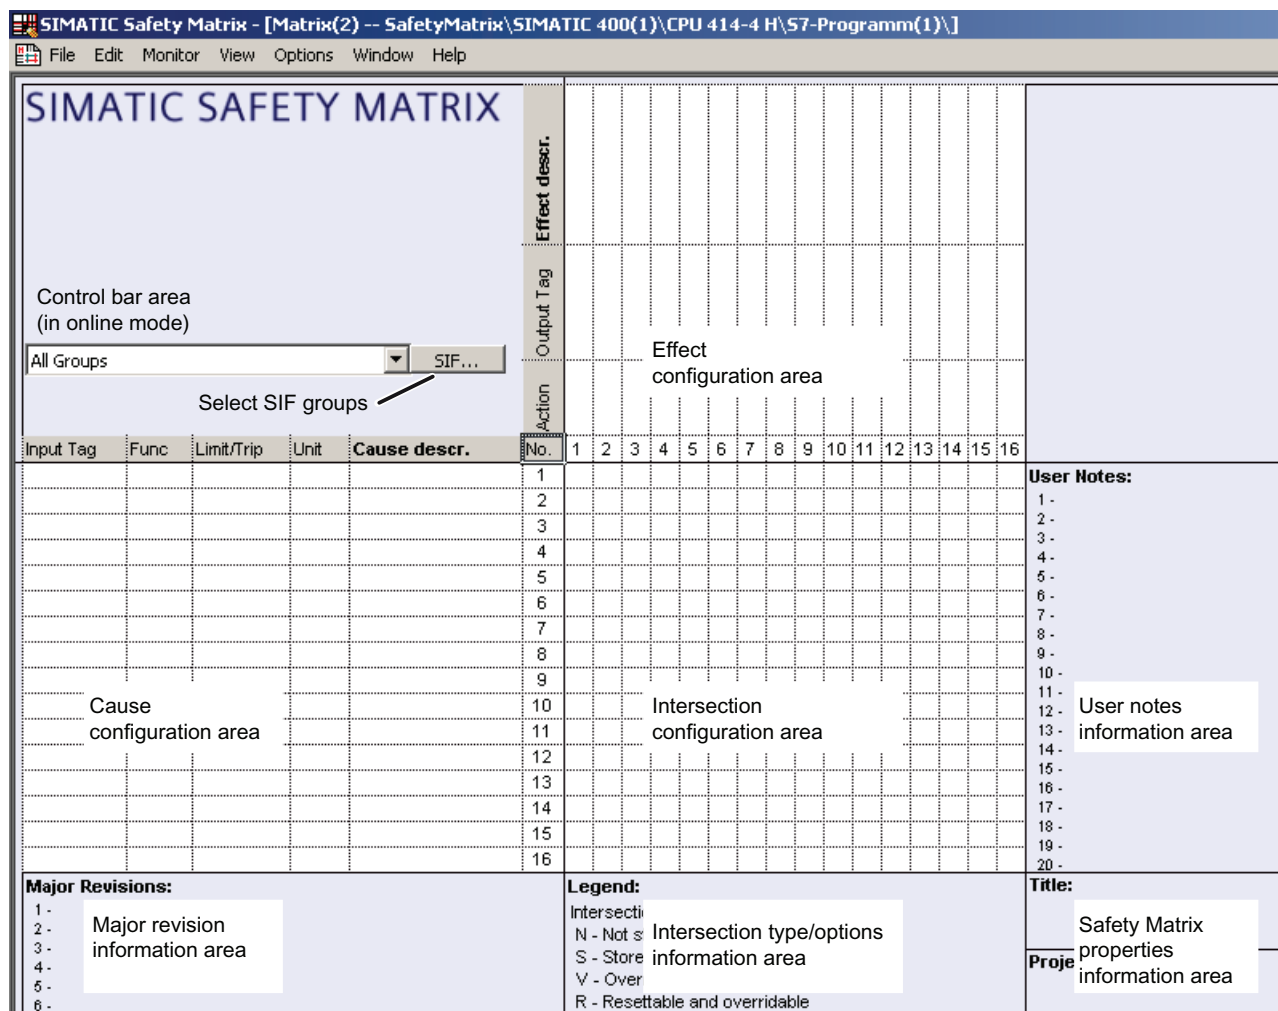 SIMATIC Safety Matrix - [Matrix(2) -- SafetyMatrix\SIMATIC 400(1)\CPU 414-4 H\S7-Programm(1)\]
File Edit Monitor View Options Window Help
SIMATIC SAFETY MATRIX
Effect descr.
Output Tag
Action
Control bar area
(in online mode)
All Groups
SIF...
Select SIF groups
Effect
configuration area
Input Tag Func Limit/Trip Unit Cause descr. No. 1 2 3 4 5 6 7 8 9 10 11 12 13 14 15 16
1
2
3
4
5
6
7
8
9
10
11
12
13
14
15
16
Cause
configuration area
Intersection
configuration area
User Notes:
1 -
2 -
3 -
4 -
5 -
6 -
7 -
8 -
9 -
10 -
11 -
12 -
13 -
14 -
15 -
16 -
17 -
18 -
19 -
20 -
User notes
information area
Major Revisions:
1 -
2 -
3 -
4 -
5 -
6 -
Major revision
information area
Legend:
N - Not
S - Store
V - Over
R - Resettable and overridable
Intersection type/options
information area
Title:
Safety Matrix
properties
information area